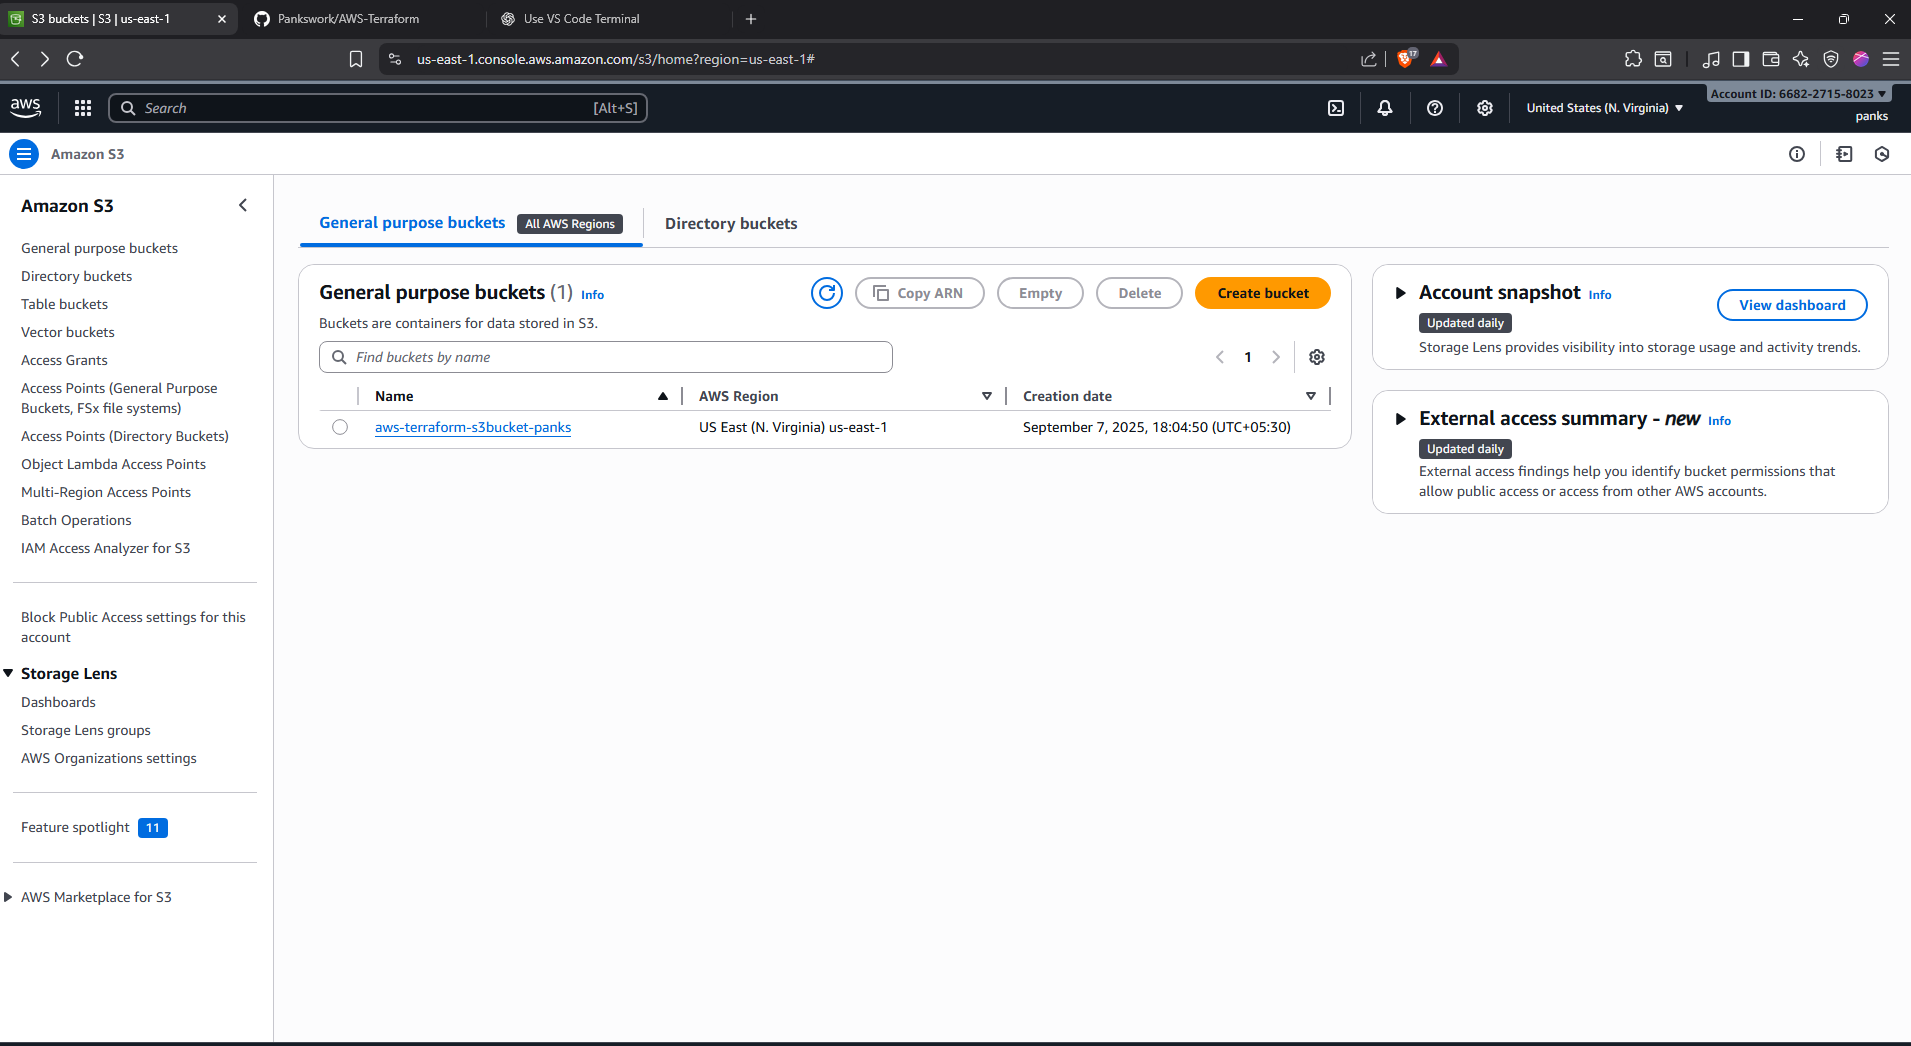 S3 buckets | S3 | us-east-1
Pankswork/AWS-Terraform
Use VS Code Terminal
us-east-1.console.aws.amazon.com/s3/home?region=us-east-1#
17
aws
Search
[Alt+S]
United States (N. Virginia)
Account ID: 6682-2715-8023
panks
Amazon S3
Amazon S3
General purpose buckets
Directory buckets
Table buckets
Vector buckets
Access Grants
Access Points (General Purpose
Buckets, FSx file systems)
Access Points (Directory Buckets)
Object Lambda Access Points
Multi-Region Access Points
Batch Operations
IAM Access Analyzer for S3
Block Public Access settings for this
account
Storage Lens
Dashboards
Storage Lens groups
AWS Organizations settings
Feature spotlight 11
AWS Marketplace for S3
General purpose buckets All AWS Regions
Directory buckets
General purpose buckets (1) Info
Copy ARN
Empty
Delete
Create bucket
Buckets are containers for data stored in S3.
Find buckets by name
1
Name
AWS Region
Creation date
aws-terraform-s3bucket-panks
US East (N. Virginia) us-east-1
September 7, 2025, 18:04:50 (UTC+05:30)
Account snapshot Info
View dashboard
Updated daily
Storage Lens provides visibility into storage usage and activity trends.
External access summary - new Info
Updated daily
External access findings help you identify bucket permissions that
allow public access or access from other AWS accounts.